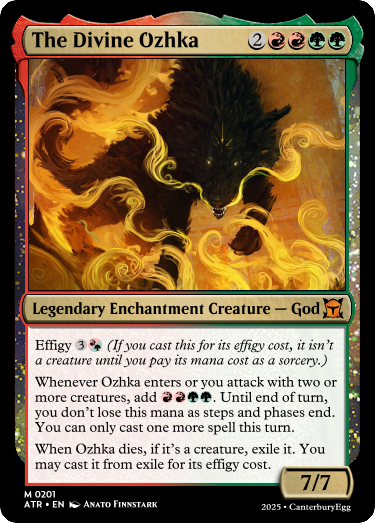 The Divine Ozhka 2RRGG
Legendary Enchantment Creature — God
Effigy 3R/G (If you cast this for its effigy cost, it isn't
a creature until you pay its mana cost as a sorcery.)
Whenever Ozhka enters or you attack with two or
more creatures, add RRGG. Until end of turn,
you don't lose this mana as steps and phases end.
You can only cast one more spell this turn.
When Ozhka dies, if it's a creature, exile it. You
may cast it from exile for its effigy cost.
7/7
M 0201
ATR • EN Anato Finnstark
2025 • CanterburyEgg